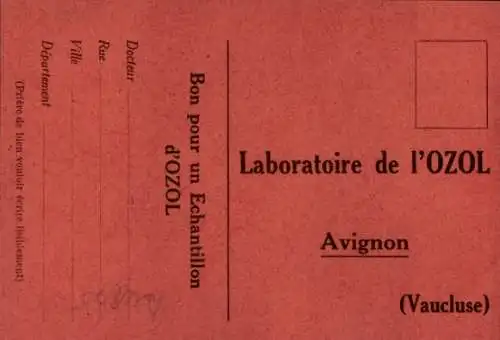 Bon pour un Echantillon
d'OZOL
Docteur
Rue
Ville
Département
(Prière de bien vouloir écrire lisiblement)
Laboratoire de l'OZOL
Avignon
(Vaucluse)